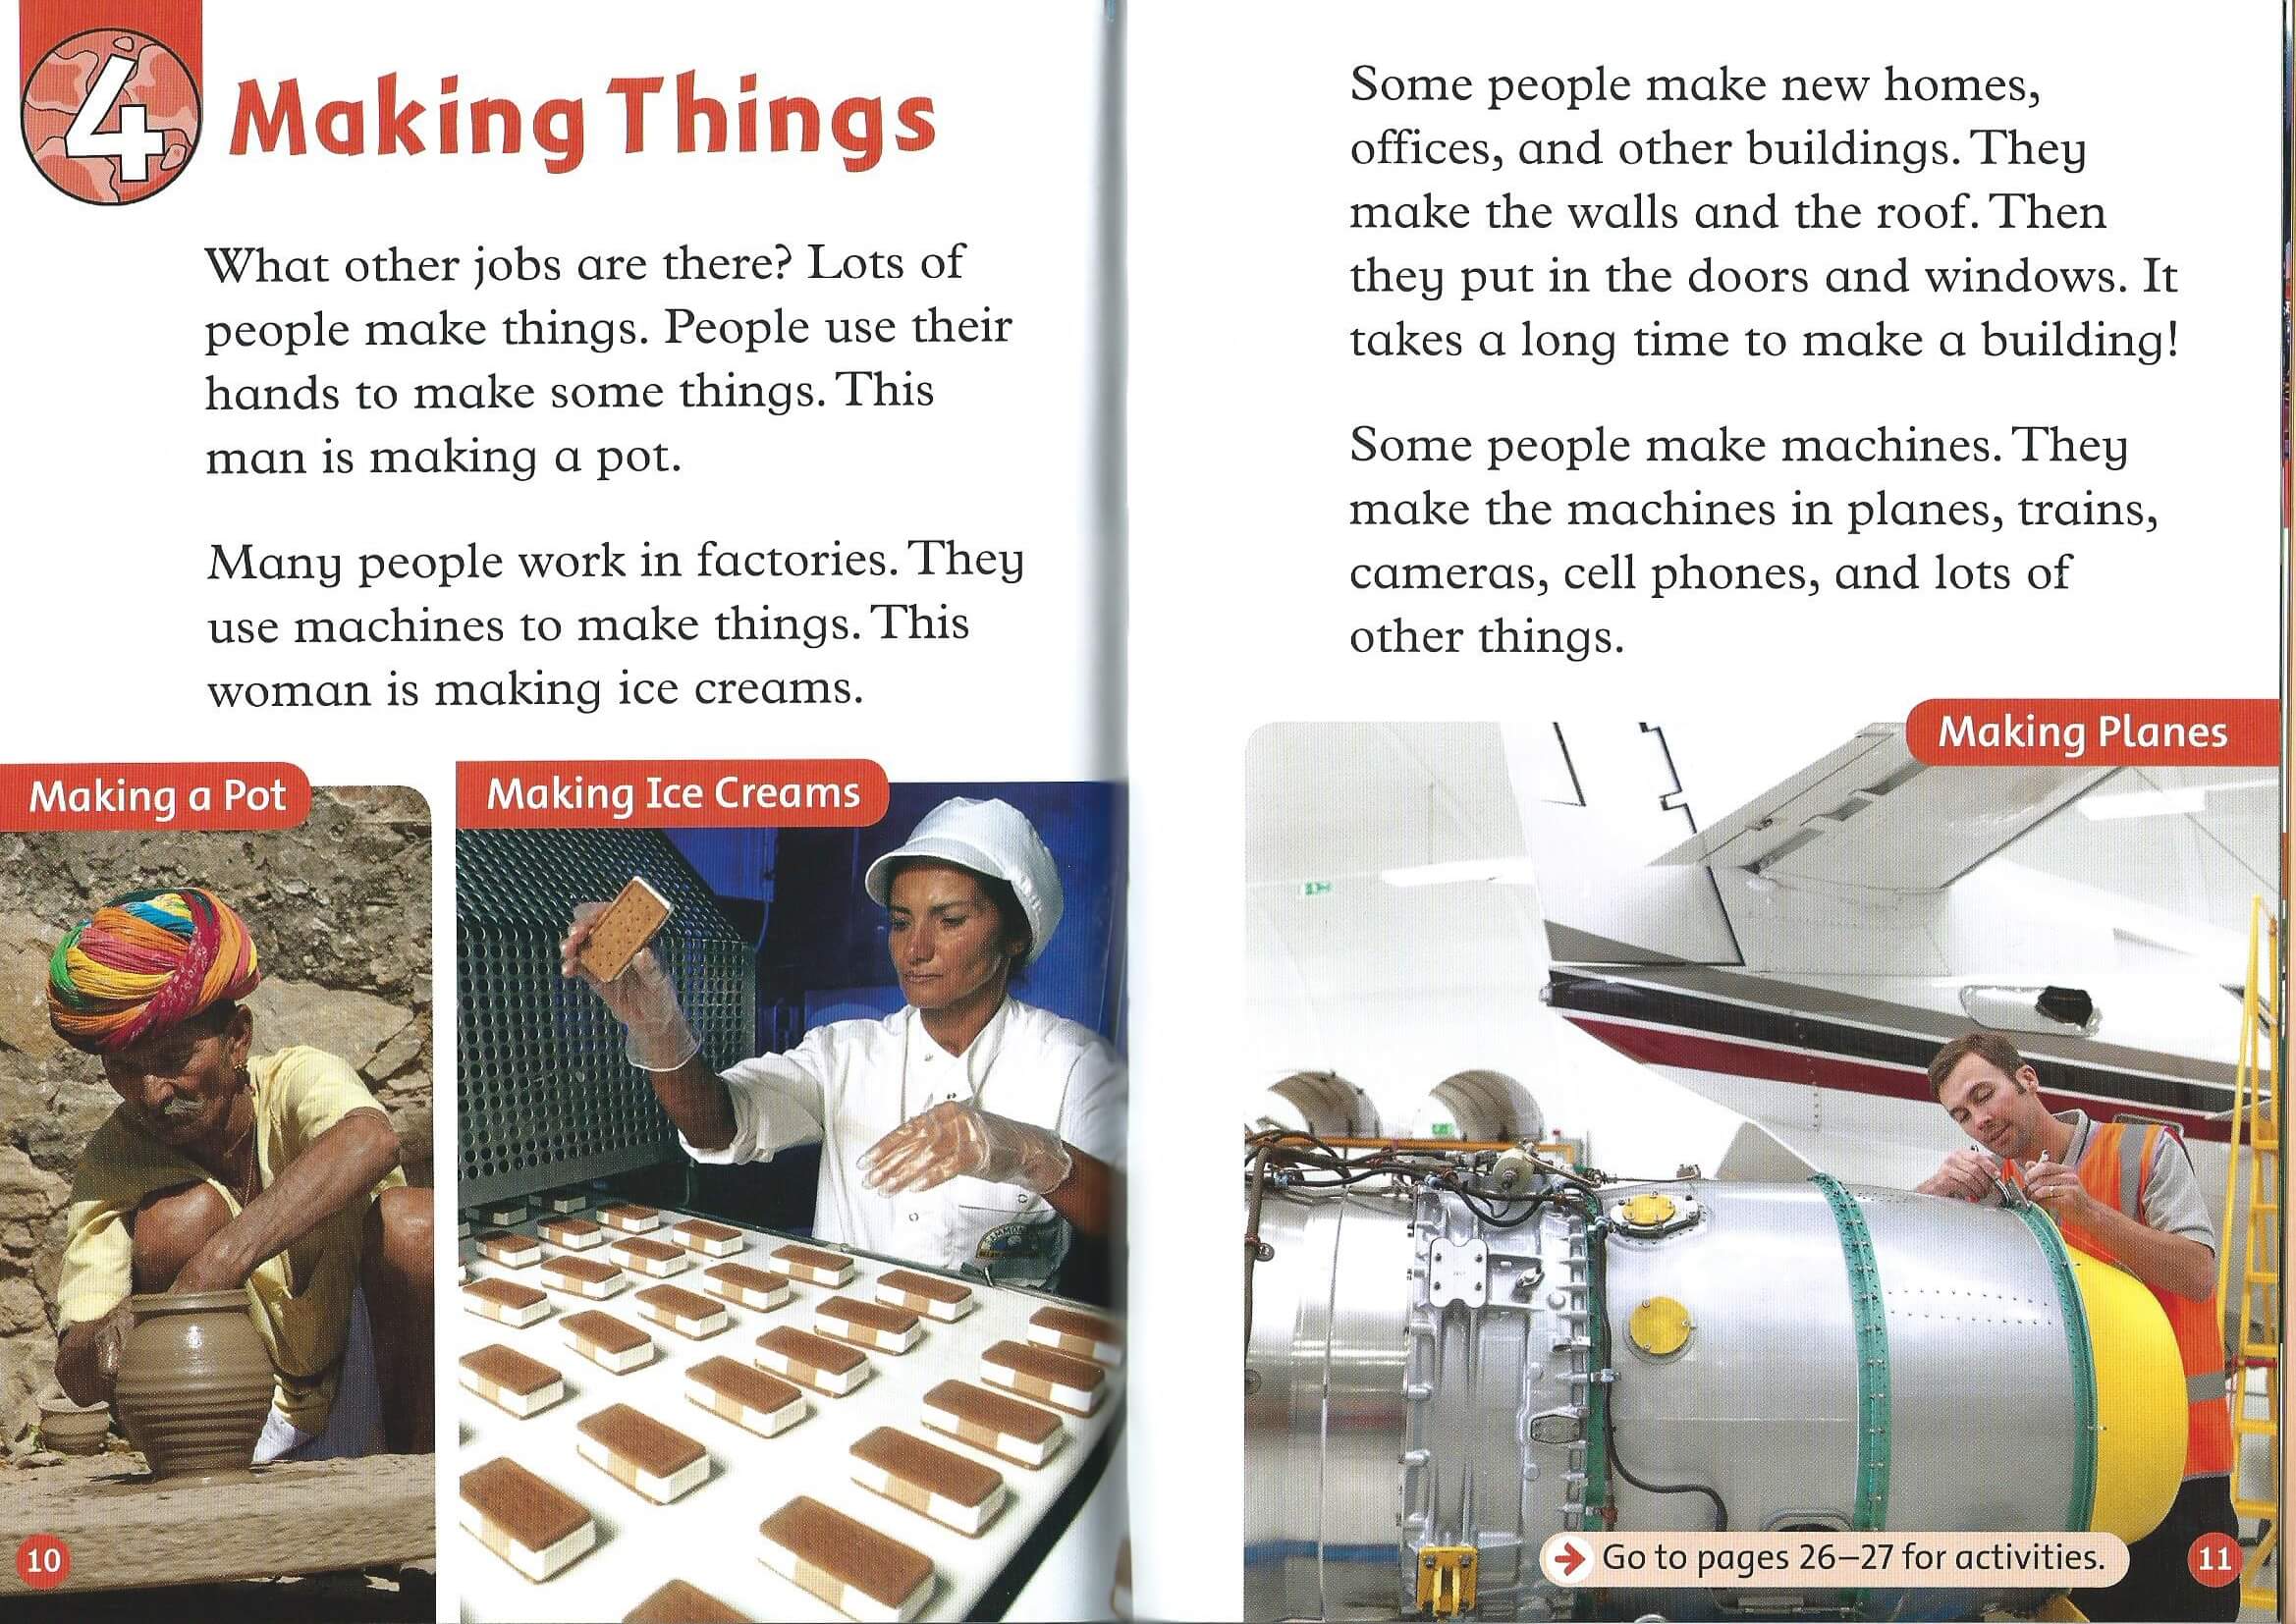 4
Making Things
What other jobs are there? Lots of
people make things. People use their
hands to make some things. This
man is making a pot.
Many people work in factories. They
use machines to make things. This
woman is making ice creams.
Making a Pot
Making Ice Creams
10
Some people make new homes,
offices, and other buildings. They
make the walls and the roof. Then
they put in the doors and windows. It
takes a long time to make a building!
Some people make machines. They
make the machines in planes, trains,
cameras, cell phones, and lots of
other things.
Making Planes
Go to pages 26–27 for activities.
11